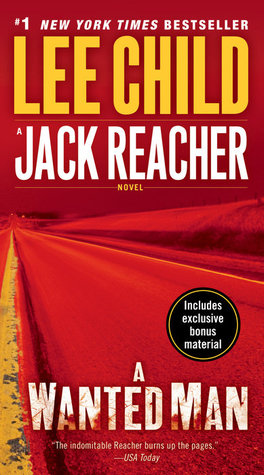 #1 NEW YORK TIMES BESTSELLER
LEE CHILD
A
JACK REACHER
NOVEL
Includes
exclusive
bonus
material
A
WANTED MAN
"The indomitable Reacher burns up the pages."
—USA Today